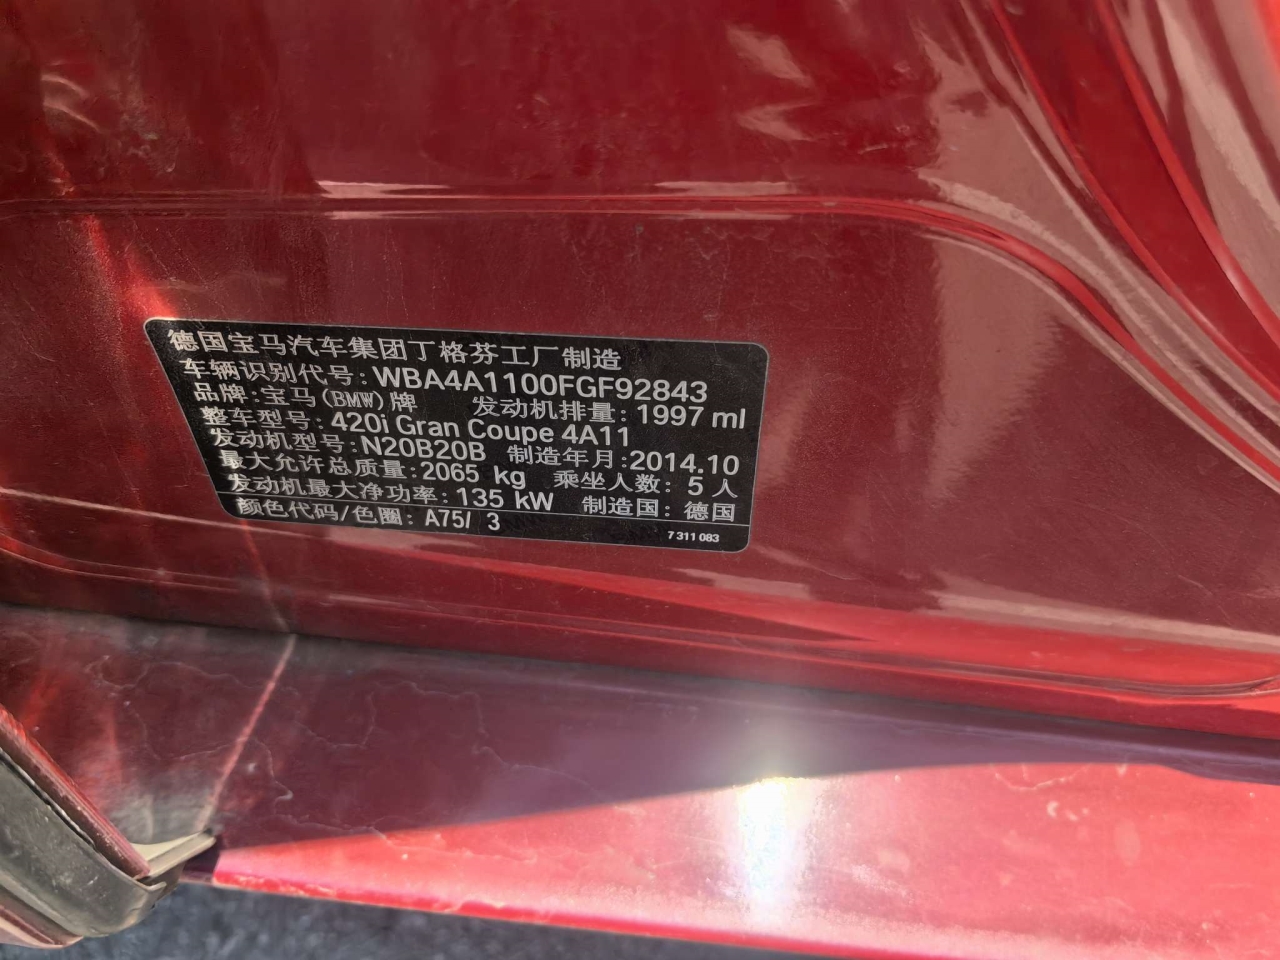 德国宝马汽车集团丁格芬工厂制造
车辆识别代号:WBA4A1100FGF92843
品牌:宝马(BMW)牌 发动机排量:1997 ml
整车型号:420i Gran Coupe 4A11
发动机型号:N20B20B 制造年月:2014.10
最大允许总质量:2065 kg 乘坐人数:5人
发动机最大净功率:135 kW 制造国:德国
颜色代码/色圈:A75/ 3
7 311 083